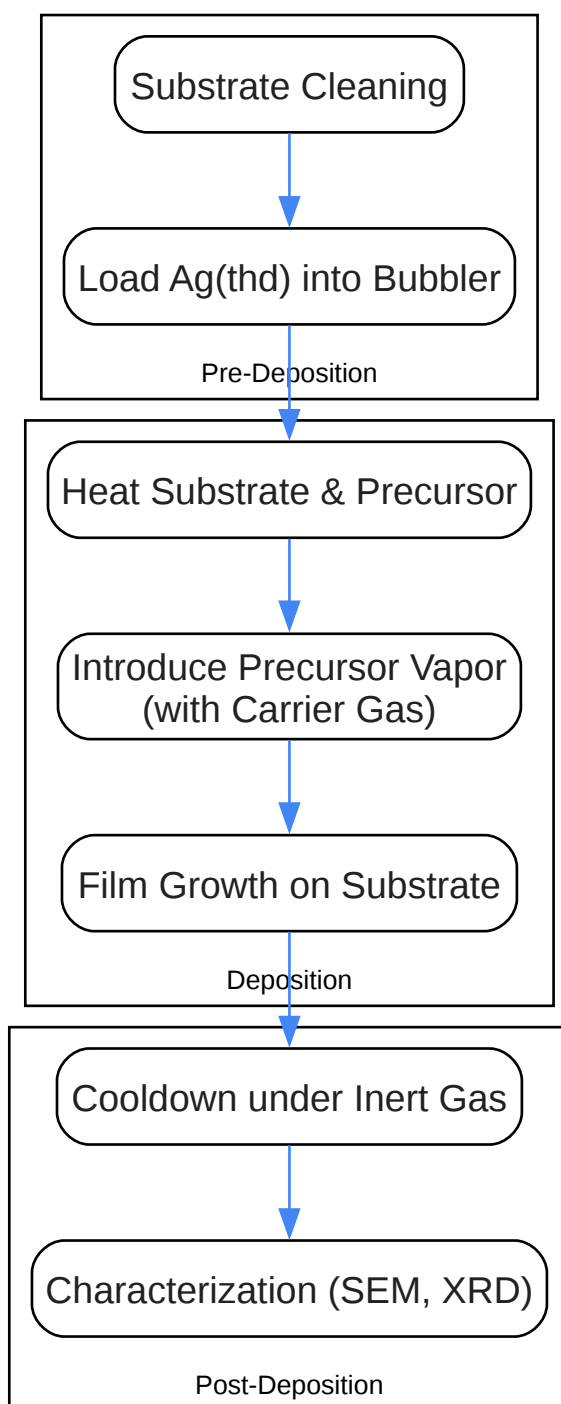 Substrate Cleaning
Load Ag(thd) into Bubbler
Pre-Deposition
Heat Substrate & Precursor
Introduce Precursor Vapor
(with Carrier Gas)
Film Growth on Substrate
Deposition
Cooldown under Inert Gas
Characterization (SEM, XRD)
Post-Deposition